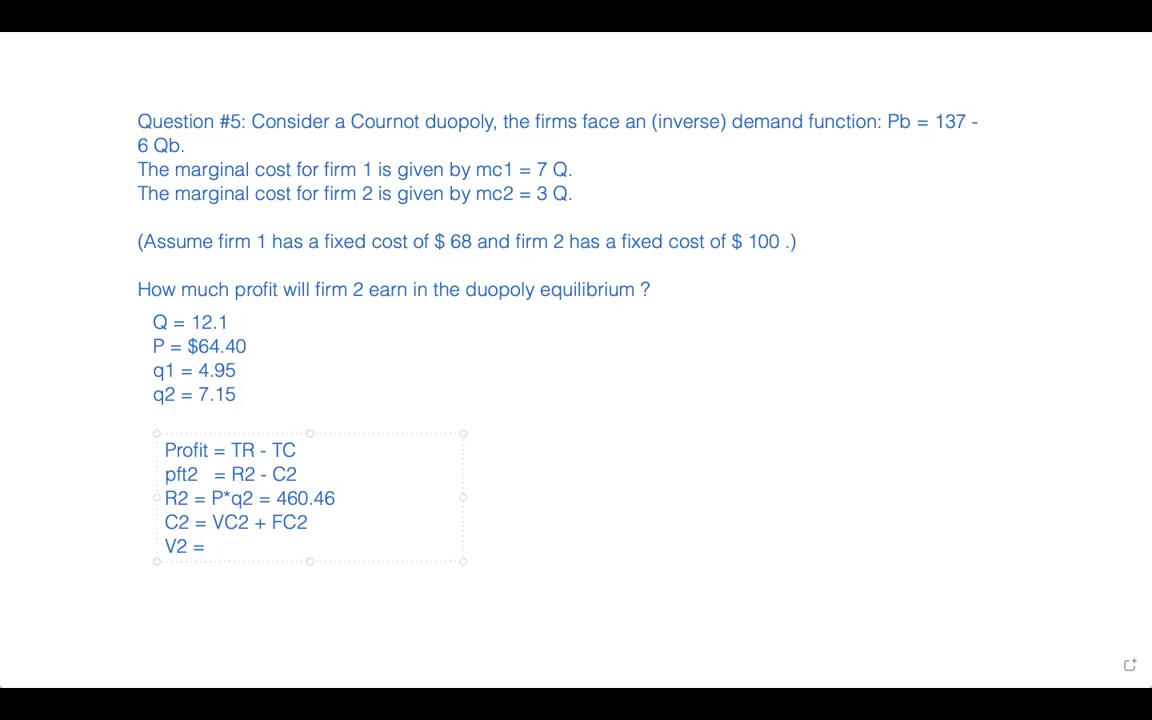 Question #5: Consider a Cournot duopoly, the firms face an (inverse) demand function: Pb = 137 -
6 Qb.
The marginal cost for firm 1 is given by mc1 = 7 Q.
The marginal cost for firm 2 is given by mc2 = 3 Q.
(Assume firm 1 has a fixed cost of $ 68 and firm 2 has a fixed cost of $ 100 .)
How much profit will firm 2 earn in the duopoly equilibrium ?
Q = 12.1
P = $64.40
q1 = 4.95
q2 = 7.15
Profit = TR - TC
pft2 = R2 - C2
R2 = P*q2 = 460.46
C2 = VC2 + FC2
V2 =